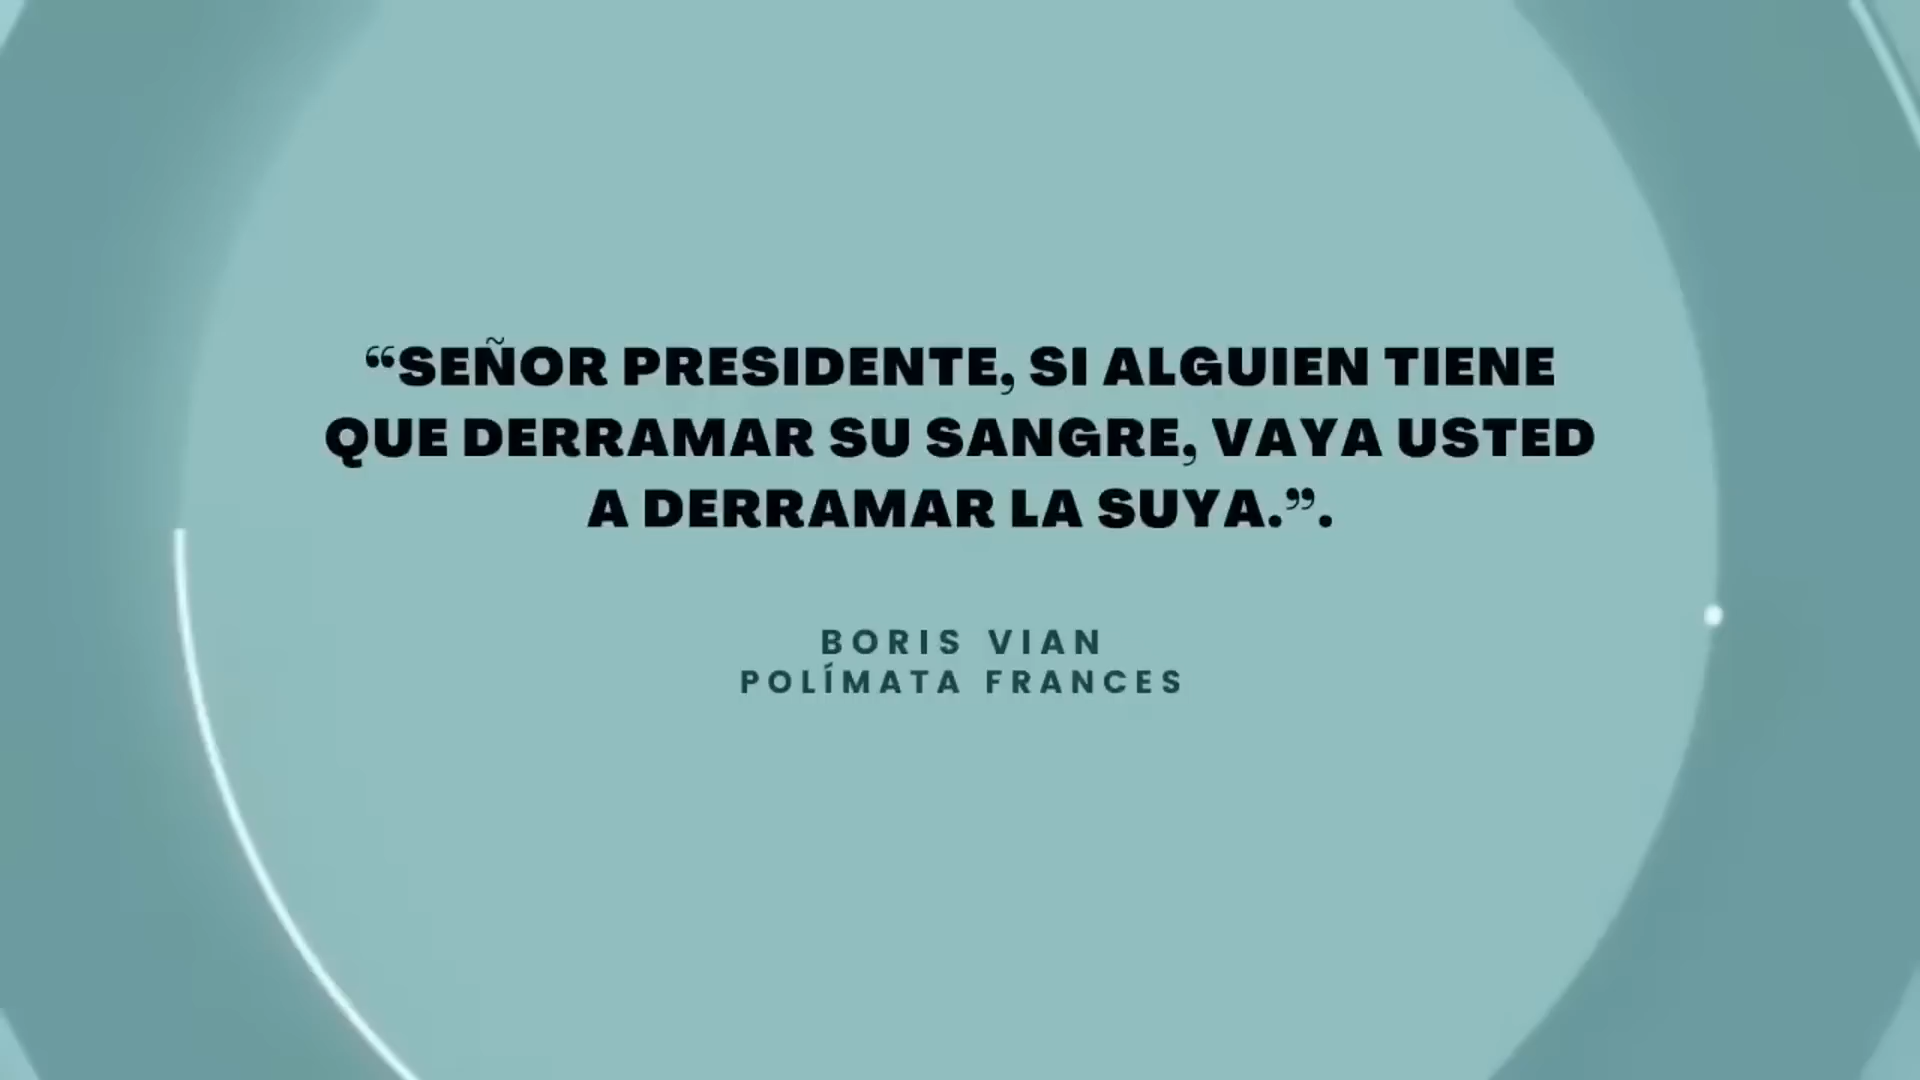 “SEÑOR PRESIDENTE, SI ALGUIEN TIENE
QUE DERRAMAR SU SANGRE, VAYA USTED
A DERRAMAR LA SUYA.”.
BORIS VIAN
POLÍMATA FRANCES